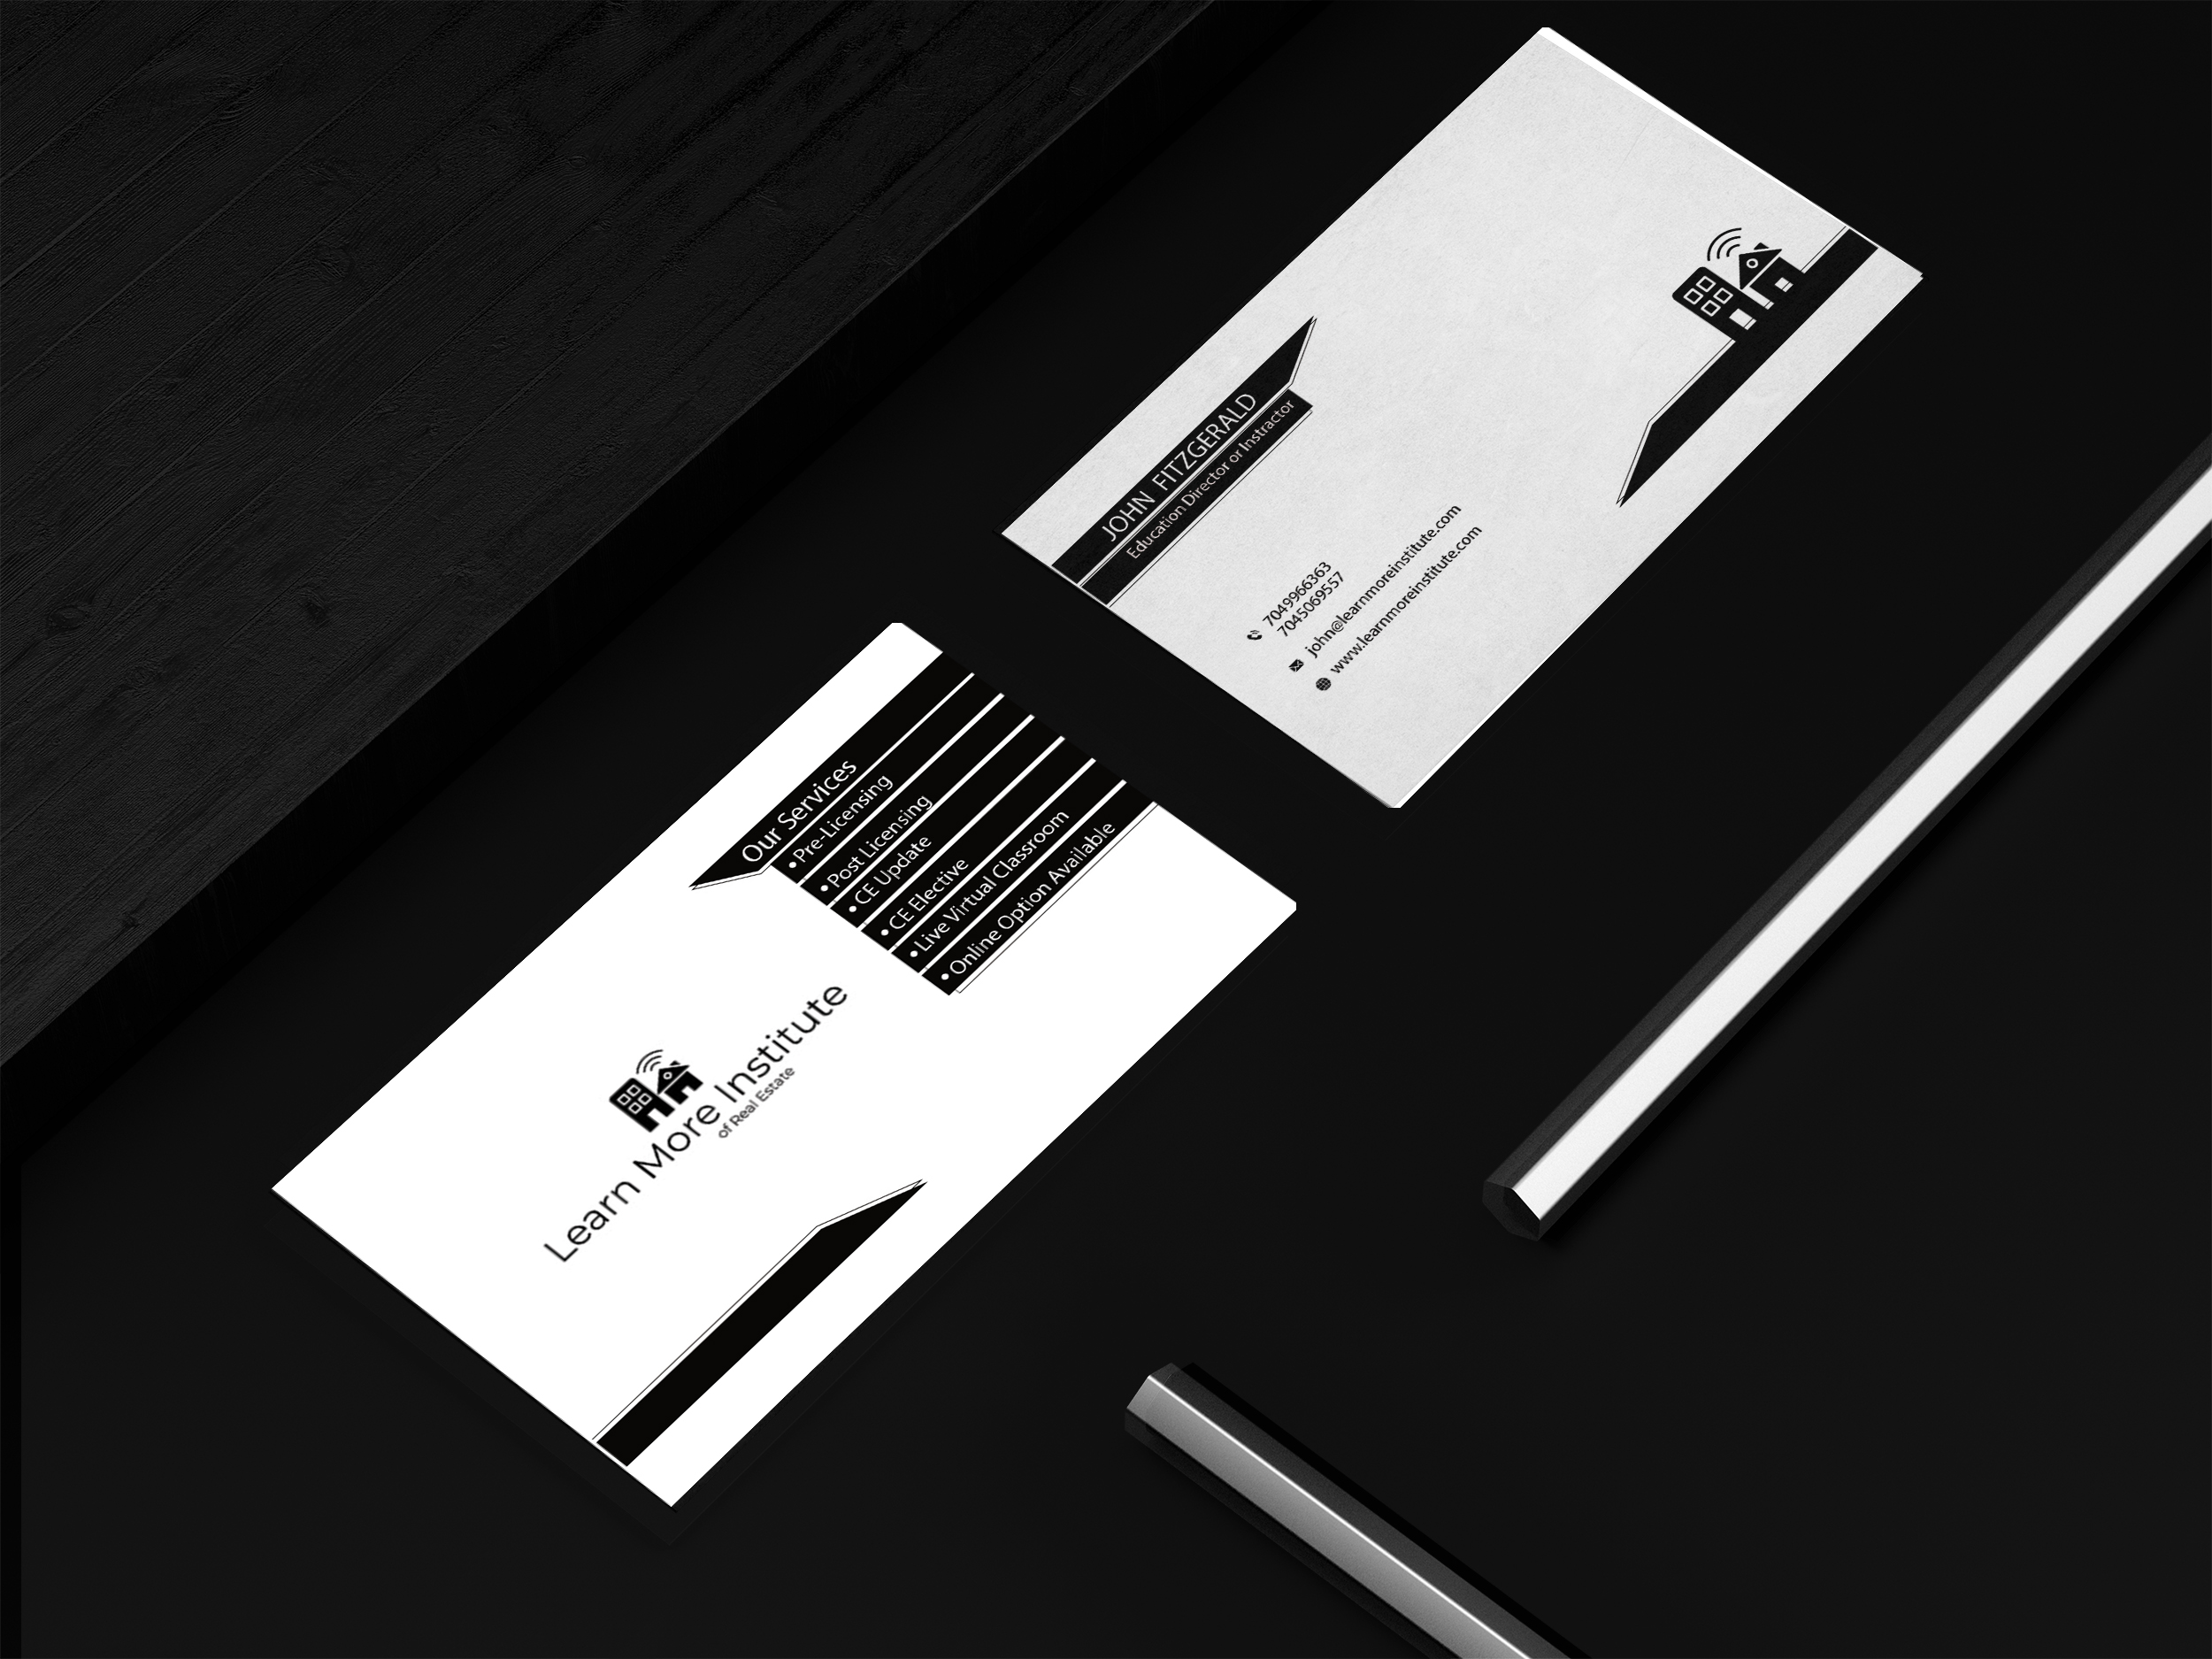 JOHN FITZGERALD
Education Director or Instractor
7049966363
7045069557
john@learnmoreinstitute.com
www.learnmoreinstitute.com
Our Services
• Pre-Licensing
• Post Licensing
• CE Update
• CE Elective
• Live Virtual Classroom
• Online Option Available
Learn More Institute
of Real Estate